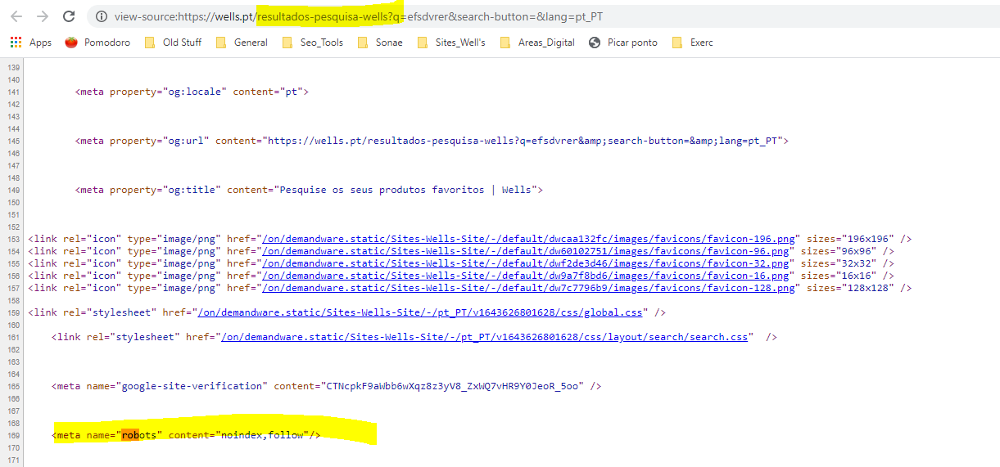 view-source:https://wells.pt/resultados-pesquisa-wells?q=efsdvrer&search-button=&lang=pt_PT
Apps Pomodoro Old Stuff General Seo_Tools Sonae Sites_Well's Areas_Digital Picar ponto Exerc
139
140
141 <meta property="og:locale" content="pt">
142
143
144
145 <meta property="og:url" content="https://wells.pt/resultados-pesquisa-wells?q=efsdvrer&amp;search-button=&amp;lang=pt_PT">
146
147
148
149 <meta property="og:title" content="Pesquise os seus produtos favoritos | Wells">
150
151
152
153 <link rel="icon" type="image/png" href="/on/demandware.static/Sites-Wells-Site/-/default/dwcaa132fc/images/favicons/favicon-196.png" sizes="196x196" />
154 <link rel="icon" type="image/png" href="/on/demandware.static/Sites-Wells-Site/-/default/dw60102751/images/favicons/favicon-96.png" sizes="96x96" />
155 <link rel="icon" type="image/png" href="/on/demandware.static/Sites-Wells-Site/-/default/dwf2de3d46/images/favicons/favicon-32.png" sizes="32x32" />
156 <link rel="icon" type="image/png" href="/on/demandware.static/Sites-Wells-Site/-/default/dw9a7f8bd6/images/favicons/favicon-16.png" sizes="16x16" />
157 <link rel="icon" type="image/png" href="/on/demandware.static/Sites-Wells-Site/-/default/dw7c7796b9/images/favicons/favicon-128.png" sizes="128x128" />
158
159 <link rel="stylesheet" href="/on/demandware.static/Sites-Wells-Site/-/pt_PT/v1643626801628/css/global.css" />
160
161 <link rel="stylesheet" href="/on/demandware.static/Sites-Wells-Site/-/pt_PT/v1643626801628/css/layout/search/search.css" />
162
163
164
165 <meta name="google-site-verification" content="CTNcpkF9aWbb6wXqz8z3yV8_ZxWQ7vHR9Y0JeoR_5oo" />
166
167
168
169 <meta name="robots" content="noindex,follow"/>
170
171